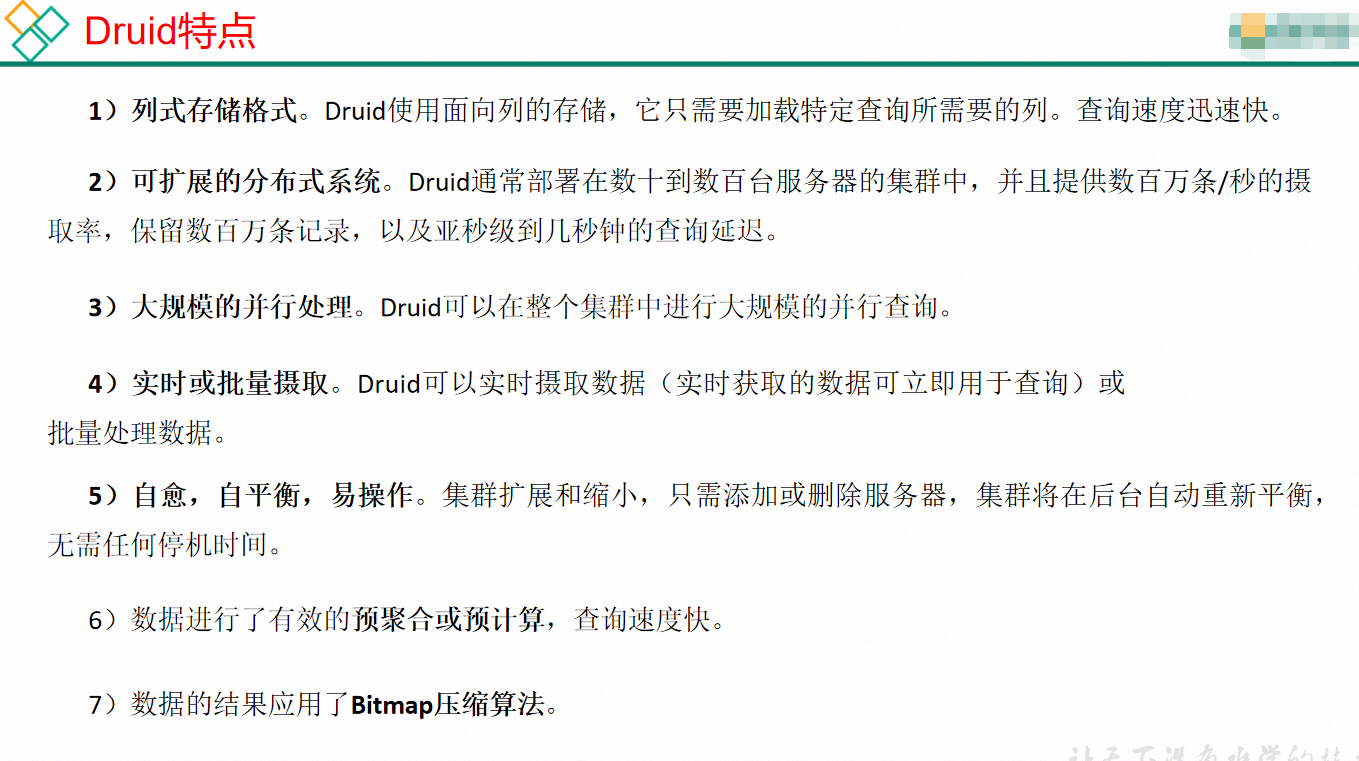 Druid特点
1）列式存储格式。Druid使用面向列的存储，它只需要加载特定查询所需要的列。查询速度迅速快。
2）可扩展的分布式系统。Druid通常部署在数十到数百台服务器的集群中，并且提供数百万条/秒的摄
取率，保留数百万条记录，以及亚秒级到几秒钟的查询延迟。
3）大规模的并行处理。Druid可以在整个集群中进行大规模的并行查询。
4）实时或批量摄取。Druid可以实时摄取数据（实时获取的数据可立即用于查询）或
批量处理数据。
5）自愈，自平衡，易操作。集群扩展和缩小，只需添加或删除服务器，集群将在后台自动重新平衡，
无需任何停机时间。
6）数据进行了有效的预聚合或预计算，查询速度快。
7）数据的结果应用了Bitmap压缩算法。